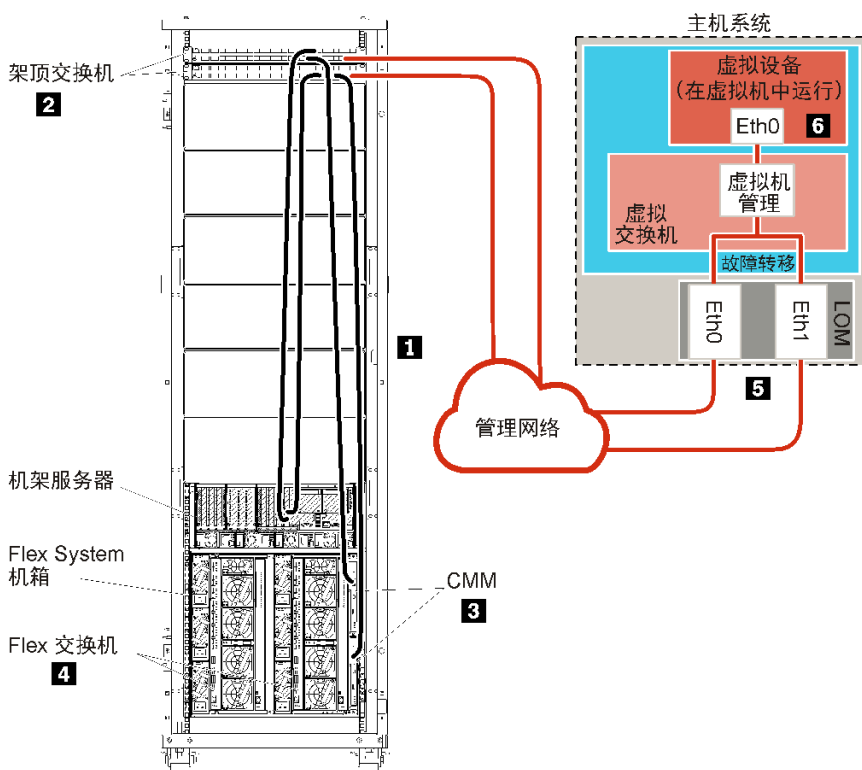 主机系统
架顶交换机
2
虚拟设备
(在虚拟机中运行)
Eth0
6
虚拟机
管理
虚拟
交换机
故障转移
Eth0
Eth1
LOM
1
5
管理网络
机架服务器
Flex System
机箱
CMM
3
Flex 交换机
4